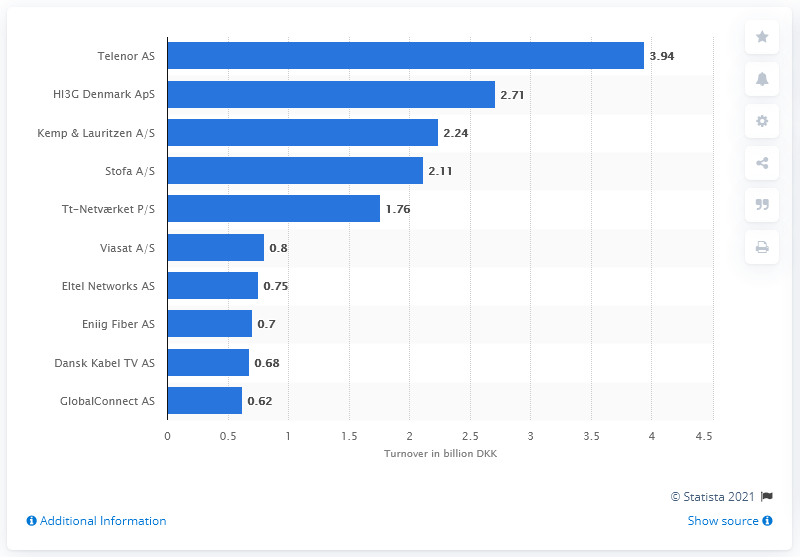 Telenor AS 3.94
HI3G Denmark ApS 2.71
Kemp & Lauritzen A/S 2.24
Stofa A/S 2.11
Tt-Netværket P/S 1.76
Viasat A/S 0.8
Eltel Networks AS 0.75
Eniig Fiber AS 0.7
Dansk Kabel TV AS 0.68
GlobalConnect AS 0.62
0 0.5 1 1.5 2 2.5 3 3.5 4 4.5
Turnover in billion DKK
© Statista 2021
Additional Information Show source